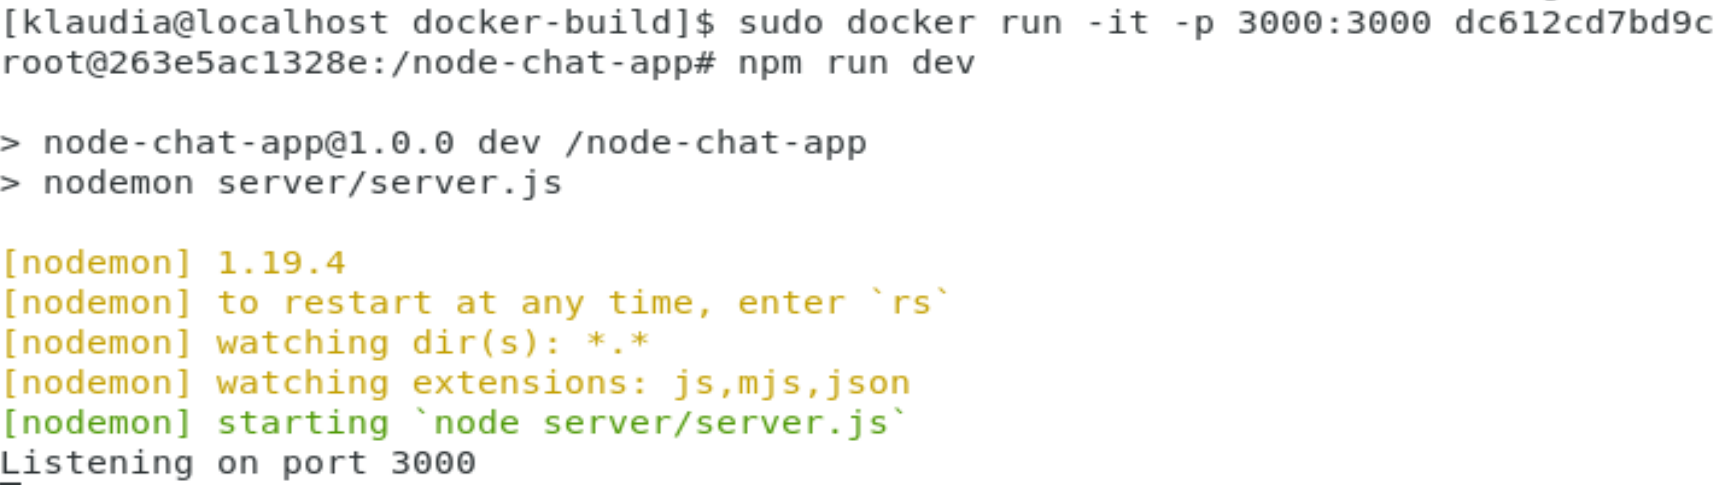 [klaudia@localhost docker-build]$ sudo docker run -it -p 3000:3000 dc612cd7bd9c
root@263e5ac1328e:/node-chat-app# npm run dev
> node-chat-app@1.0.0 dev /node-chat-app
> nodemon server/server.js
[nodemon] 1.19.4
[nodemon] to restart at any time, enter `rs`
[nodemon] watching dir(s): *.*
[nodemon] watching extensions: js,mjs,json
[nodemon] starting `node server/server.js`
Listening on port 3000